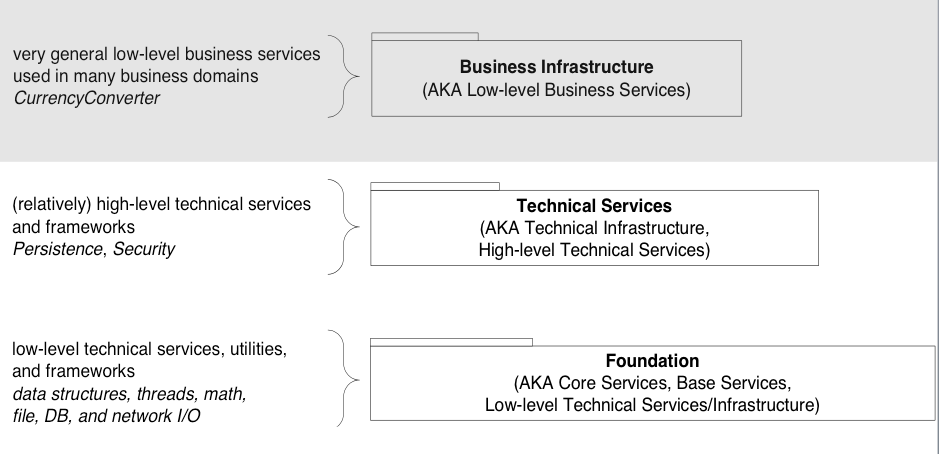 very general low-level business services
used in many business domains
CurrencyConverter
Business Infrastructure
(AKA Low-level Business Services)
(relatively) high-level technical services
and frameworks
Persistence, Security
Technical Services
(AKA Technical Infrastructure,
High-level Technical Services)
low-level technical services, utilities,
and frameworks
data structures, threads, math,
file, DB, and network I/O
Foundation
(AKA Core Services, Base Services,
Low-level Technical Services/Infrastructure)